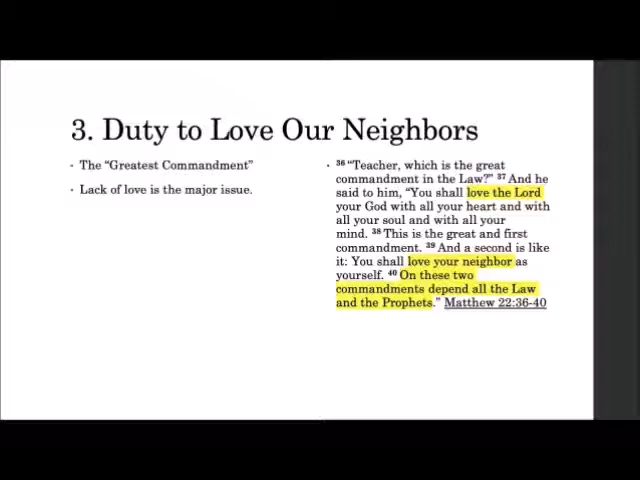 3. Duty to Love Our Neighbors
• The “Greatest Commandment”
• Lack of love is the major issue.
• 36 “Teacher, which is the great
commandment in the Law?” 37 And he
said to him, “You shall love the Lord
your God with all your heart and with
all your soul and with all your
mind. 38 This is the great and first
commandment. 39 And a second is like
it: You shall love your neighbor as
yourself. 40 On these two
commandments depend all the Law
and the Prophets.” Matthew 22:36-40